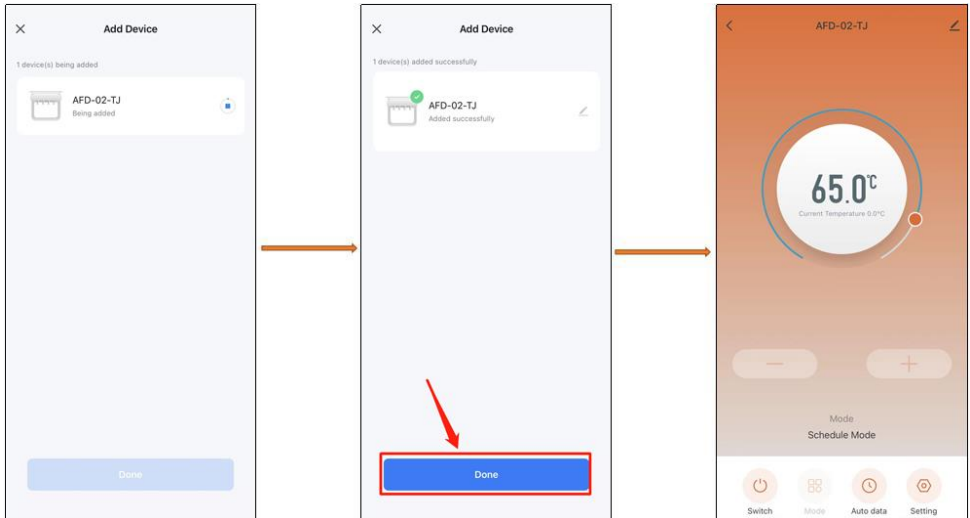 Add Device
1 device(s) being added
AFD-02-TJ
Being added
Done
Add Device
1 device(s) added successfully
AFD-02-TJ
Added successfully
Done
AFD-02-TJ
65.0°C
Current Temperature 0.0°C
Mode
Schedule Mode
Switch
Mode
Auto data
Setting